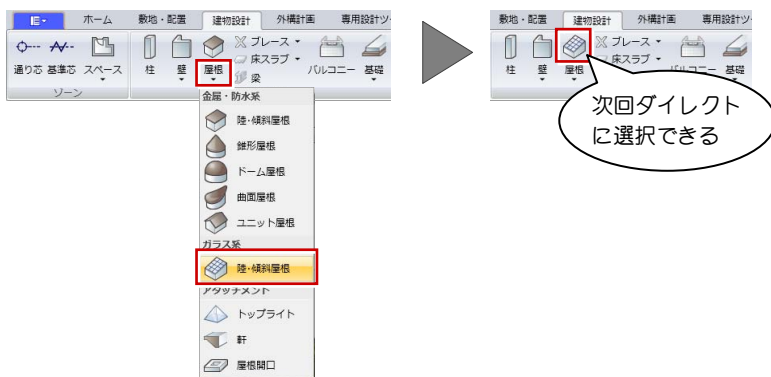 ホーム 敷地・配置 建物設計 外構計画 専用設計ツ
通り芯 基準芯 スペース
ゾーン
柱 壁 屋根
ブレース
床スラブ
梁
バルコニー 基礎
金属・防水系
陸・傾斜屋根
錐形屋根
ドーム屋根
曲面屋根
ユニット屋根
ガラス系
陸・傾斜屋根
アタッチメント
トップライト
軒
屋根開口
敷地・配置 建物設計 外構計画 専用設計ツ
柱 壁 屋根
ブレース
床スラブ
バルコニー 基礎
次回ダイレクト
に選択できる